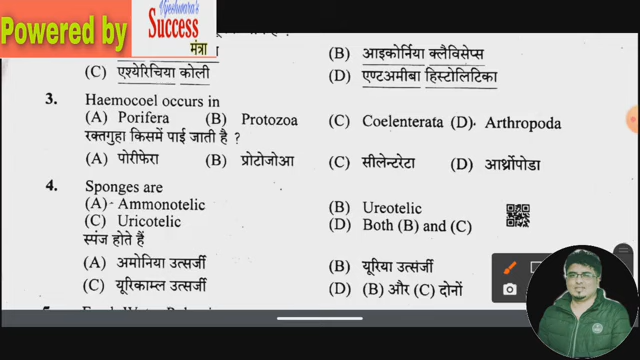 Powered by
Vijeshwara's
Success
मंत्रा
(B) आइकोर्निया क्लैविसेप्स
(C) एश्येरिचिया कोली
(D) एण्टअमीबा हिस्टोलिटिका
3. Haemocoel occurs in
(A) Porifera (B) Protozoa (C) Coelenterata (D) Arthropoda
रक्तगुहा किसमें पाई जाती है ?
(A) पोरीफेरा (B) प्रोटोजोआ (C) सीलेन्टरेटा (D) आर्थ्रोपोडा
4. Sponges are
(A) Ammonotelic (B) Ureotelic
(C) Uricotelic (D) Both (B) and (C)
स्पंज होते हैं
(A) अमोनिया उत्सर्जी (B) यूरिया उत्सर्जी
(C) यूरिकाम्ल उत्सर्जी (D) (B) और (C) दोनों